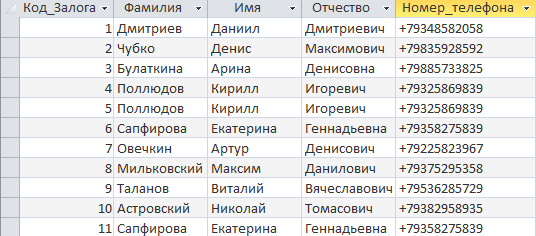 Код_Залога Фамилия Имя Отчество Номер_телефона
1 Дмитриев Даниил Дмитриевич +79348582058
2 Чубко Денис Максимович +79835928592
3 Булаткина Арина Денисовна +79885733825
4 Поллюдов Кирилл Игоревич +79325869839
5 Поллюдов Кирилл Игоревич +79325869839
6 Сапфирова Екатерина Геннадьевна +79358275839
7 Овечкин Артур Денисович +79225823967
8 Мильковский Максим Данилович +79375295358
9 Таланов Виталий Вячеславович +79536285729
10 Астровский Николай Томасович +79382958935
11 Сапфирова Екатерина Геннадьевна +79358275839